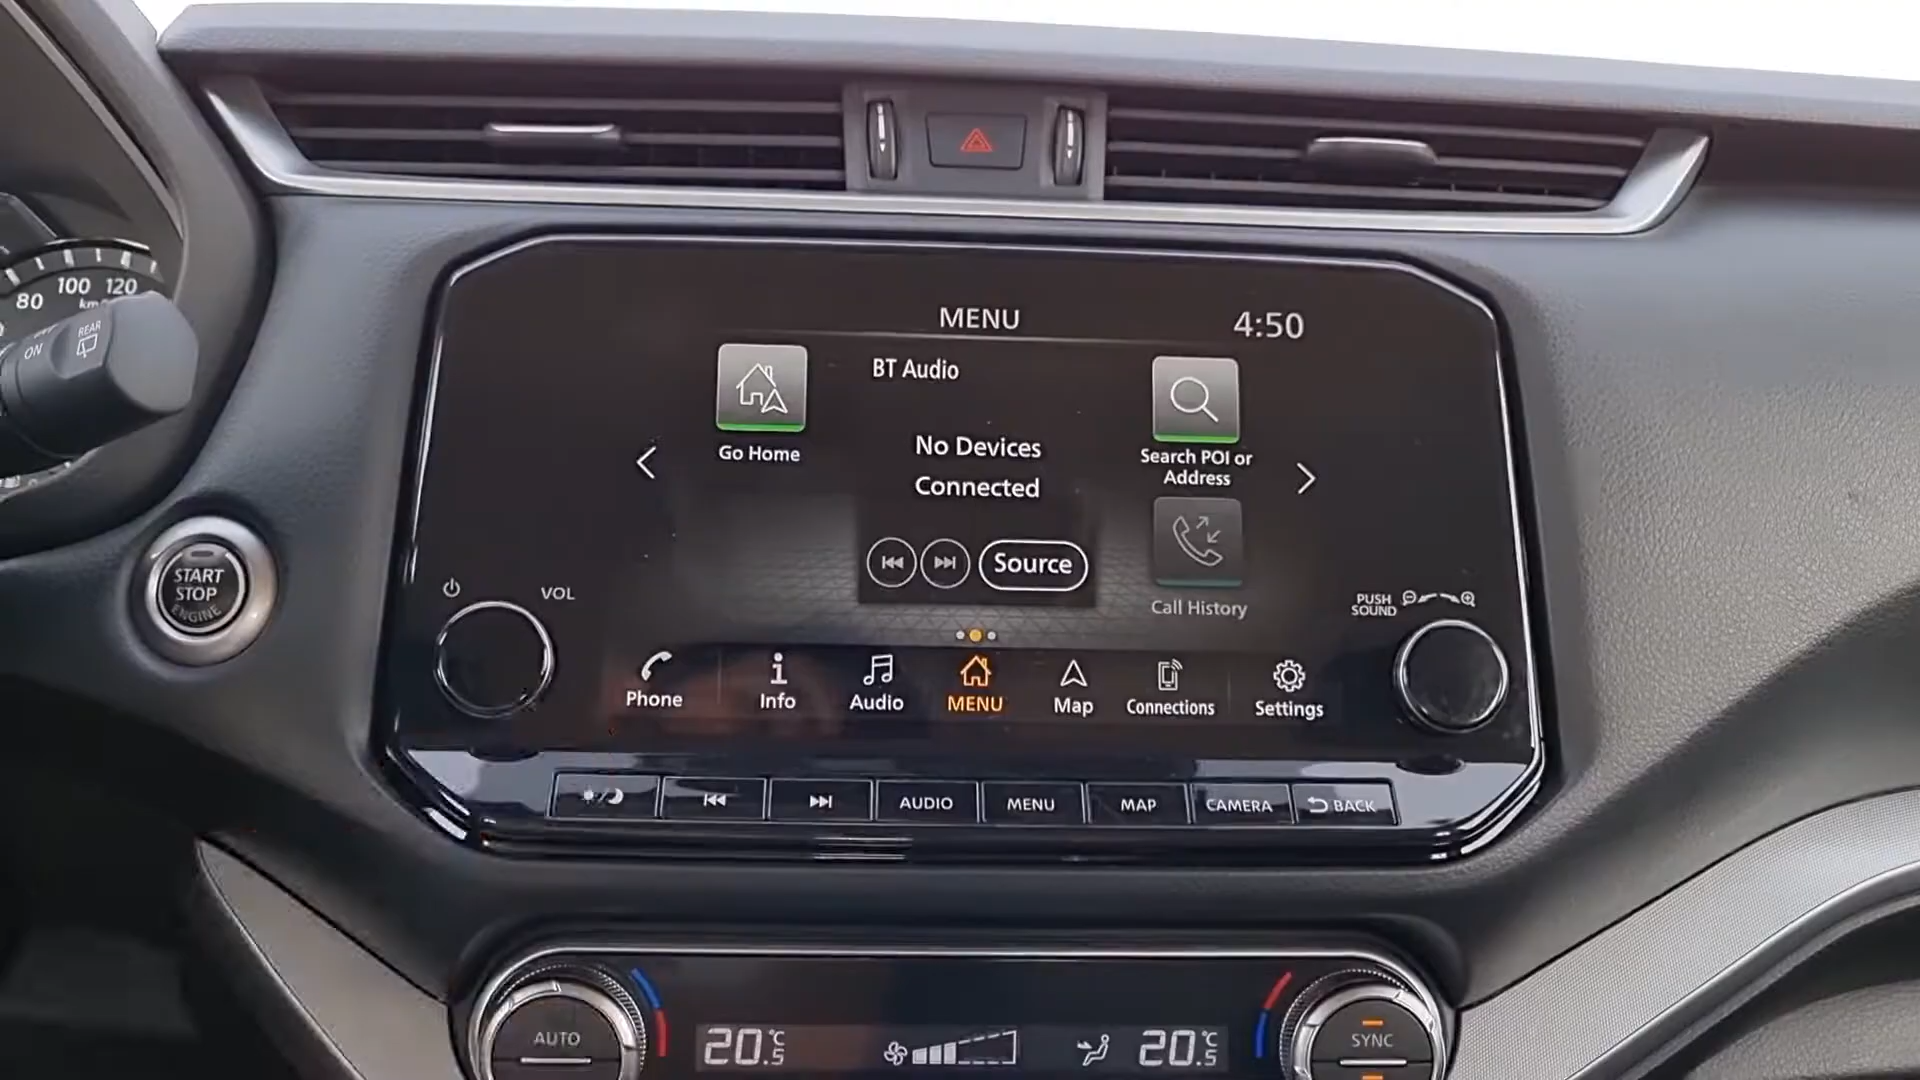 80 100 120
km/h
REAR
ON
START
STOP
ENGINE
MENU
4:50
BT Audio
Go Home
No Devices
Connected
Source
Search POI or
Address
Call History
VOL
PUSH
SOUND
Phone
Info
Audio
MENU
Map
Connections
Settings
AUDIO
MENU
MAP
CAMERA
BACK
AUTO
20.5°C
20.5°C
SYNC